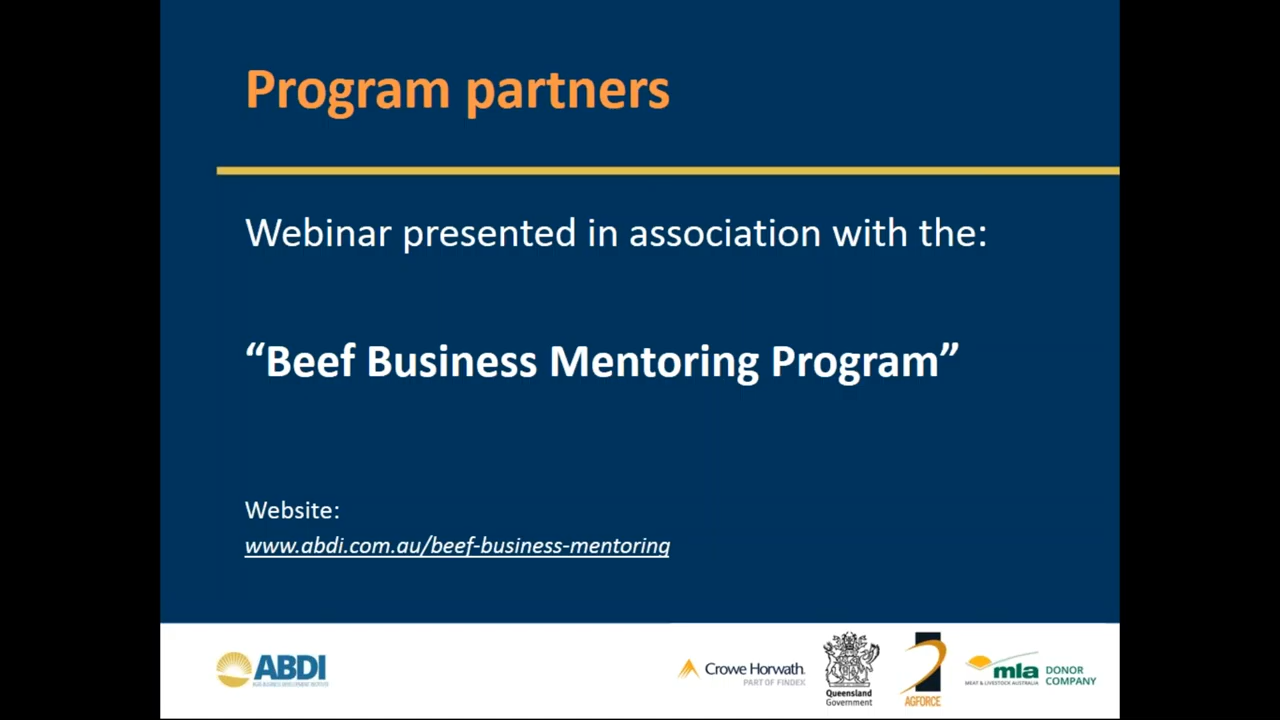 Program partners
Webinar presented in association with the:
“Beef Business Mentoring Program”
Website:
www.abdi.com.au/beef-business-mentoring
ABDI
Crowe Horwath
PART OF FINDEX
Queensland
Government
AGFORCE
mla
MEAT & LIVESTOCK AUSTRALIA
DONOR
COMPANY